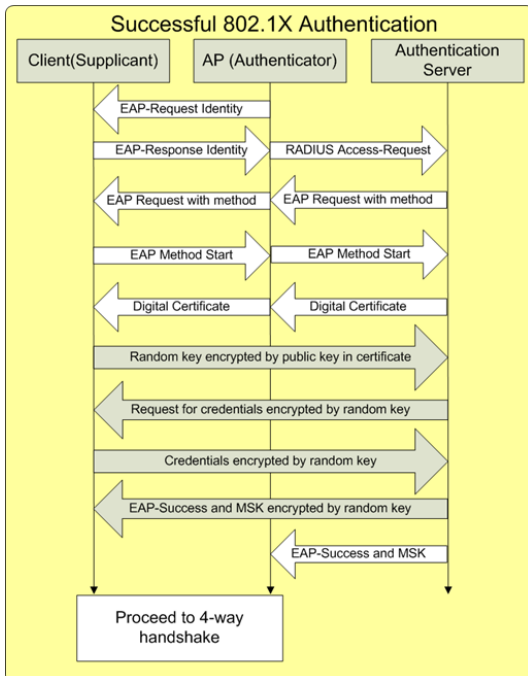 Successful 802.1X Authentication
Client(Supplicant)
AP (Authenticator)
Authentication
Server
EAP-Request Identity
EAP-Response Identity
RADIUS Access-Request
EAP Request with method
EAP Request with method
EAP Method Start
EAP Method Start
Digital Certificate
Digital Certificate
Random key encrypted by public key in certificate
Request for credentials encrypted by random key
Credentials encrypted by random key
EAP-Success and MSK encrypted by random key
EAP-Success and MSK
Proceed to 4-way
handshake